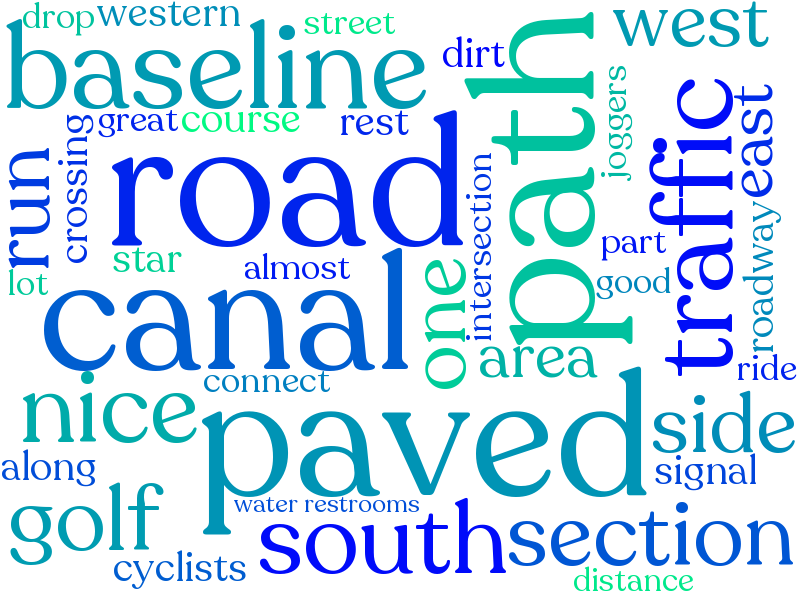 drop
western
street
west
baseline
dirt
path
joggers
traffic
east
run
crossing
great
course
rest
road
intersection
part
roadway
lot
star
almost
good
canal
one
area
ride
connect
nice
paved
side
along
signal
golf
water restrooms
south
section
cyclists
distance